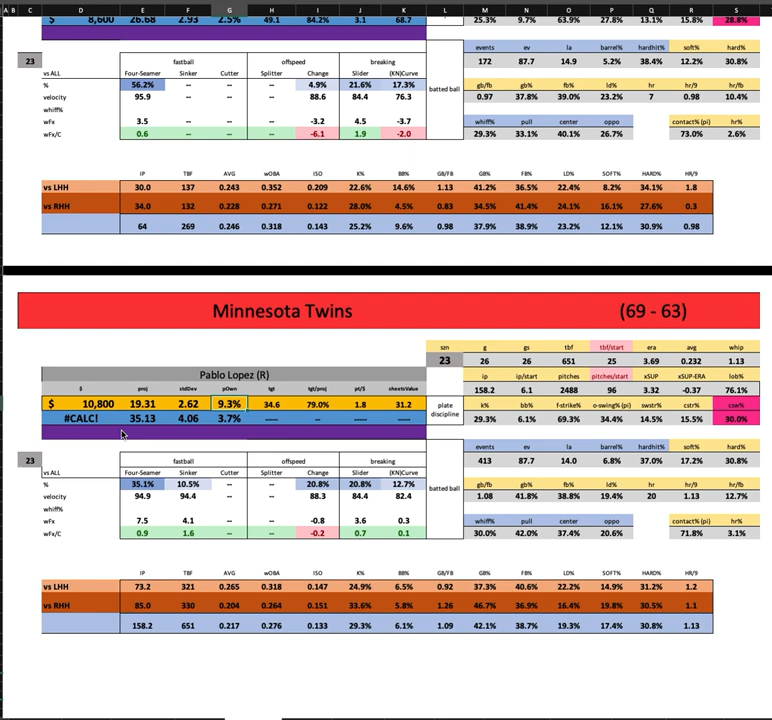 A B C D E F G H I J K L M N O P Q R S
$ 8,600 26.68 2.93 2.5% 49.1 84.2% 3.1 68.7 25.3% 9.7% 63.9% 27.8% 13.1% 15.8% 28.8%
events ev la barrel% hardhit% soft% hard%
23 fastball offspeed breaking 172 87.7 14.9 5.2% 38.4% 12.2% 30.8%
vs ALL Four-Seamer Sinker Cutter Splitter Change Slider (KN)Curve
% 56.2% -- -- -- 4.9% 21.6% 17.3% batted ball gb/fb gb% fb% ld% hr hr/9 hr/fb
velocity 95.9 -- -- -- 88.6 84.4 76.3 0.97 37.8% 39.0% 23.2% 7 0.98 10.4%
whiff%
wFx 3.5 -- -- -- -3.2 4.5 -3.7 whiff% pull center oppo contact% (pi) hr%
wFx/C 0.6 -- -- -- -6.1 1.9 -2.0 29.3% 33.1% 40.1% 26.7% 73.0% 2.6%
IP TBF AVG wOBA ISO K% BB% GB/FB GB% FB% LD% SOFT% HARD% HR/9
vs LHH 30.0 137 0.243 0.352 0.209 22.6% 14.6% 1.13 41.2% 36.5% 22.4% 8.2% 34.1% 1.8
vs RHH 34.0 132 0.228 0.271 0.122 28.0% 4.5% 0.83 34.5% 41.4% 24.1% 16.1% 27.6% 0.3
64 269 0.246 0.318 0.143 25.2% 9.6% 0.98 37.9% 38.9% 23.2% 12.1% 30.9% 0.98
Minnesota Twins (69 - 63)
szn g gs tbf tbf/start era avg whip
23 26 26 651 25 3.69 0.232 1.13
Pablo Lopez (R) ip ip/start pitches pitches/start xSUP xSUP-ERA lob%
$ proj stdDev pOwn tgt tgt/proj pt/$ sheetsValue 158.2 6.1 2488 96 3.32 -0.37 76.1%
$ 10,800 19.31 2.62 9.3% 34.6 79.0% 1.8 31.2 plate discipline k% bb% f-strike% o-swing% (pi) swstr% cstr% csw%
#CALC! 35.13 4.06 3.7% ---- -- ---- ---- 29.3% 6.1% 69.3% 34.4% 14.5% 15.5% 30.0%
events ev la barrel% hardhit% soft% hard%
23 fastball offspeed breaking 413 87.7 14.0 6.8% 37.0% 17.2% 30.8%
vs ALL Four-Seamer Sinker Cutter Splitter Change Slider (KN)Curve
% 35.1% 10.5% -- -- 20.8% 20.8% 12.7% batted ball gb/fb gb% fb% ld% hr hr/9 hr/fb
velocity 94.9 94.4 -- -- 88.3 84.4 82.4 1.08 41.8% 38.8% 19.4% 20 1.13 12.7%
whiff%
wFx 7.5 4.1 -- -- -0.8 3.6 0.3 whiff% pull center oppo contact% (pi) hr%
wFx/C 0.9 1.6 -- -- -0.2 0.7 0.1 30.0% 42.0% 37.4% 20.6% 71.8% 3.1%
IP TBF AVG wOBA ISO K% BB% GB/FB GB% FB% LD% SOFT% HARD% HR/9
vs LHH 73.2 321 0.265 0.318 0.147 24.9% 6.5% 0.92 37.3% 40.6% 22.2% 14.9% 31.2% 1.2
vs RHH 85.0 330 0.204 0.264 0.151 33.6% 5.8% 1.26 46.7% 36.9% 16.4% 19.8% 30.5% 1.1
158.2 651 0.217 0.276 0.133 29.3% 6.1% 1.09 42.1% 38.7% 19.3% 17.4% 30.8% 1.13